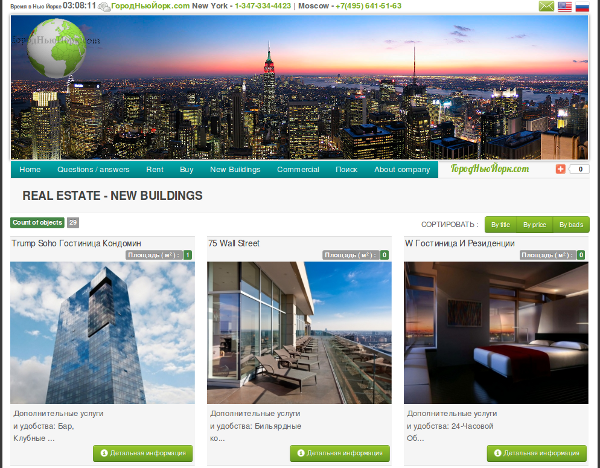 Время в Нью Йорке 03:08:11 ГородНьюЙорк.com New York - 1-347-334-4423 | Moscow - +7(495) 641-51-63
ГородНьюЙорк.com
Home Questions / answers Rent Buy New Buildings Commercial Поиск About company ГородНьюЙорк.com 0
REAL ESTATE - NEW BUILDINGS
Count of objects 29 СОРТИРОВАТЬ : By title By price By beds
Trump Soho Гостиница Кондомин 75 Wall Street W Гостиница И Резиденции
Площадь ( м² ) : 1 Площадь ( м² ) : 0 Площадь ( м² ) : 0
Дополнительные услуги Дополнительные услуги Дополнительные услуги
и удобства: Бар, и удобства: Бильярдные и удобства: 24-Часовой
Клубные ... ко... Об...
Детальная информация Детальная информация Детальная информация